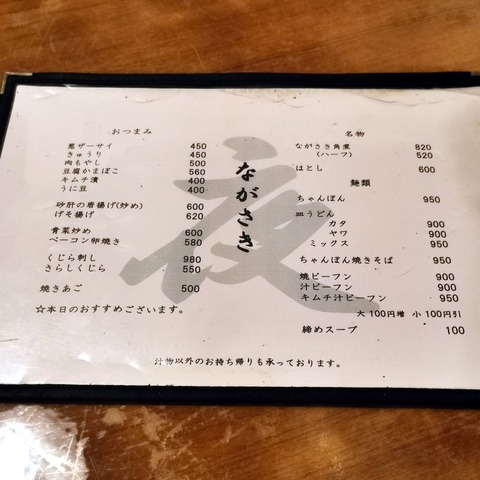 おつまみ
葱ザーサイ 450
きゅうり 450
肉もやし 500
豆腐かまぼこ 560
キムチ漬 400
うに豆 400
砂肝の唐揚げ(炒め) 600
げそ揚げ 620
青菜炒め 600
ベーコン卵焼き 580
くじら刺し 980
さらしくじら 550
焼きあご 500
☆本日のおすすめございます。
夜
ながさき
名物
ながさき角煮 820
(ハーフ) 520
はとし 600
麺類
ちゃんぽん 950
皿うどん
カタ 900
ヤワ 900
ミックス 950
ちゃんぽん焼きそば 950
焼ビーフン 900
汁ビーフン 900
キムチ汁ビーフン 950
大 100円増 小 100円引
締めスープ 100
汁物以外のお持ち帰りも承っております。